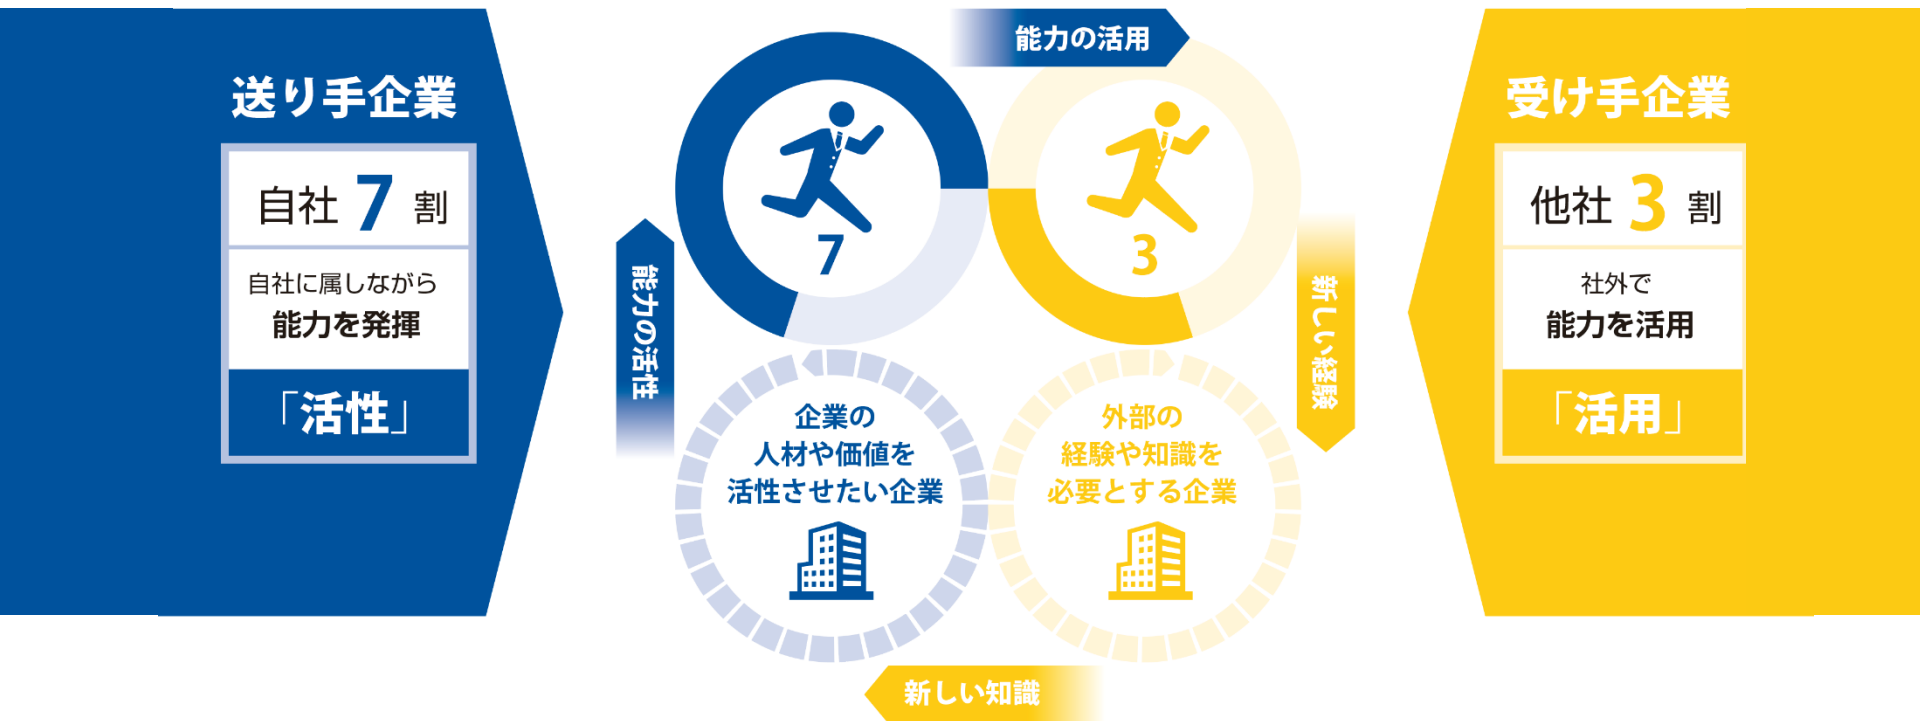 送り手企業
自社 7 割
自社に属しながら
能力を発揮
「活性」
能力の活用
7
3
能力の活性
新しい経験
企業の
人材や価値を
活性させたい企業
外部の
経験や知識を
必要とする企業
新しい知識
受け手企業
他社 3 割
社外で
能力を活用
「活用」